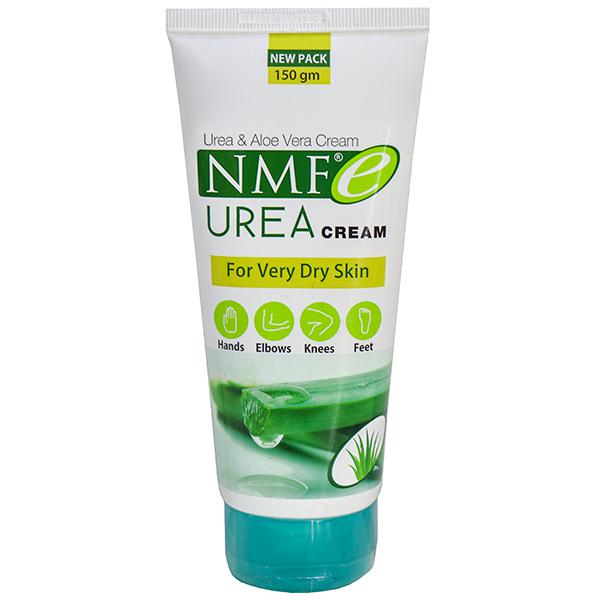 NEW PACK
150 gm
Urea & Aloe Vera Cream
NMF® e
UREA CREAM
For Very Dry Skin
Hands Elbows Knees Feet